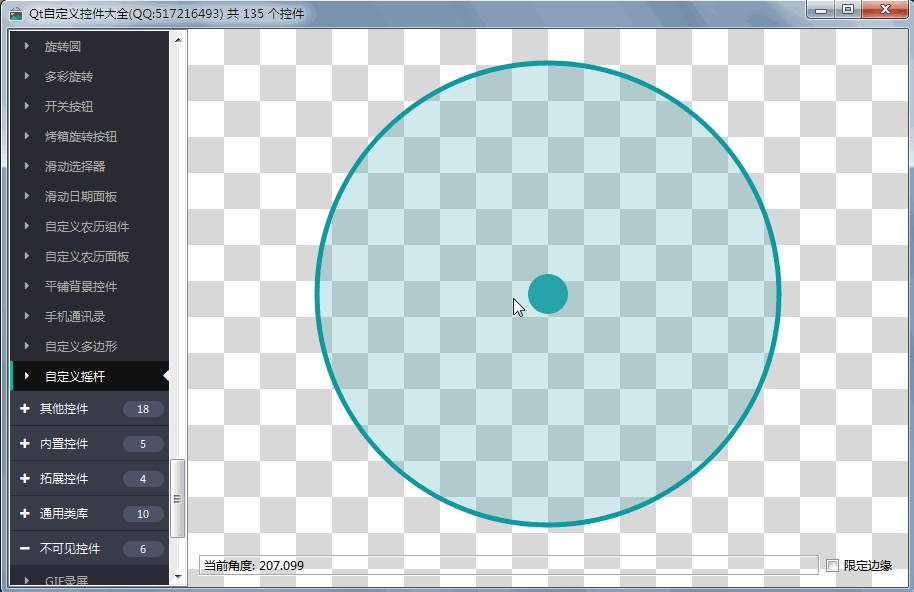 Qt自定义控件大全(QQ:517216493) 共 135 个控件
旋转圆
多彩旋转
开关按钮
烤箱旋转按钮
滑动选择器
滑动日期面板
自定义农历组件
自定义农历面板
平铺背景控件
手机通讯录
自定义多边形
自定义摇杆
其他控件 18
内置控件 5
拓展控件 4
通用类库 10
不可见控件 6
GIF录屏
当前角度: 207.099
限定边缘